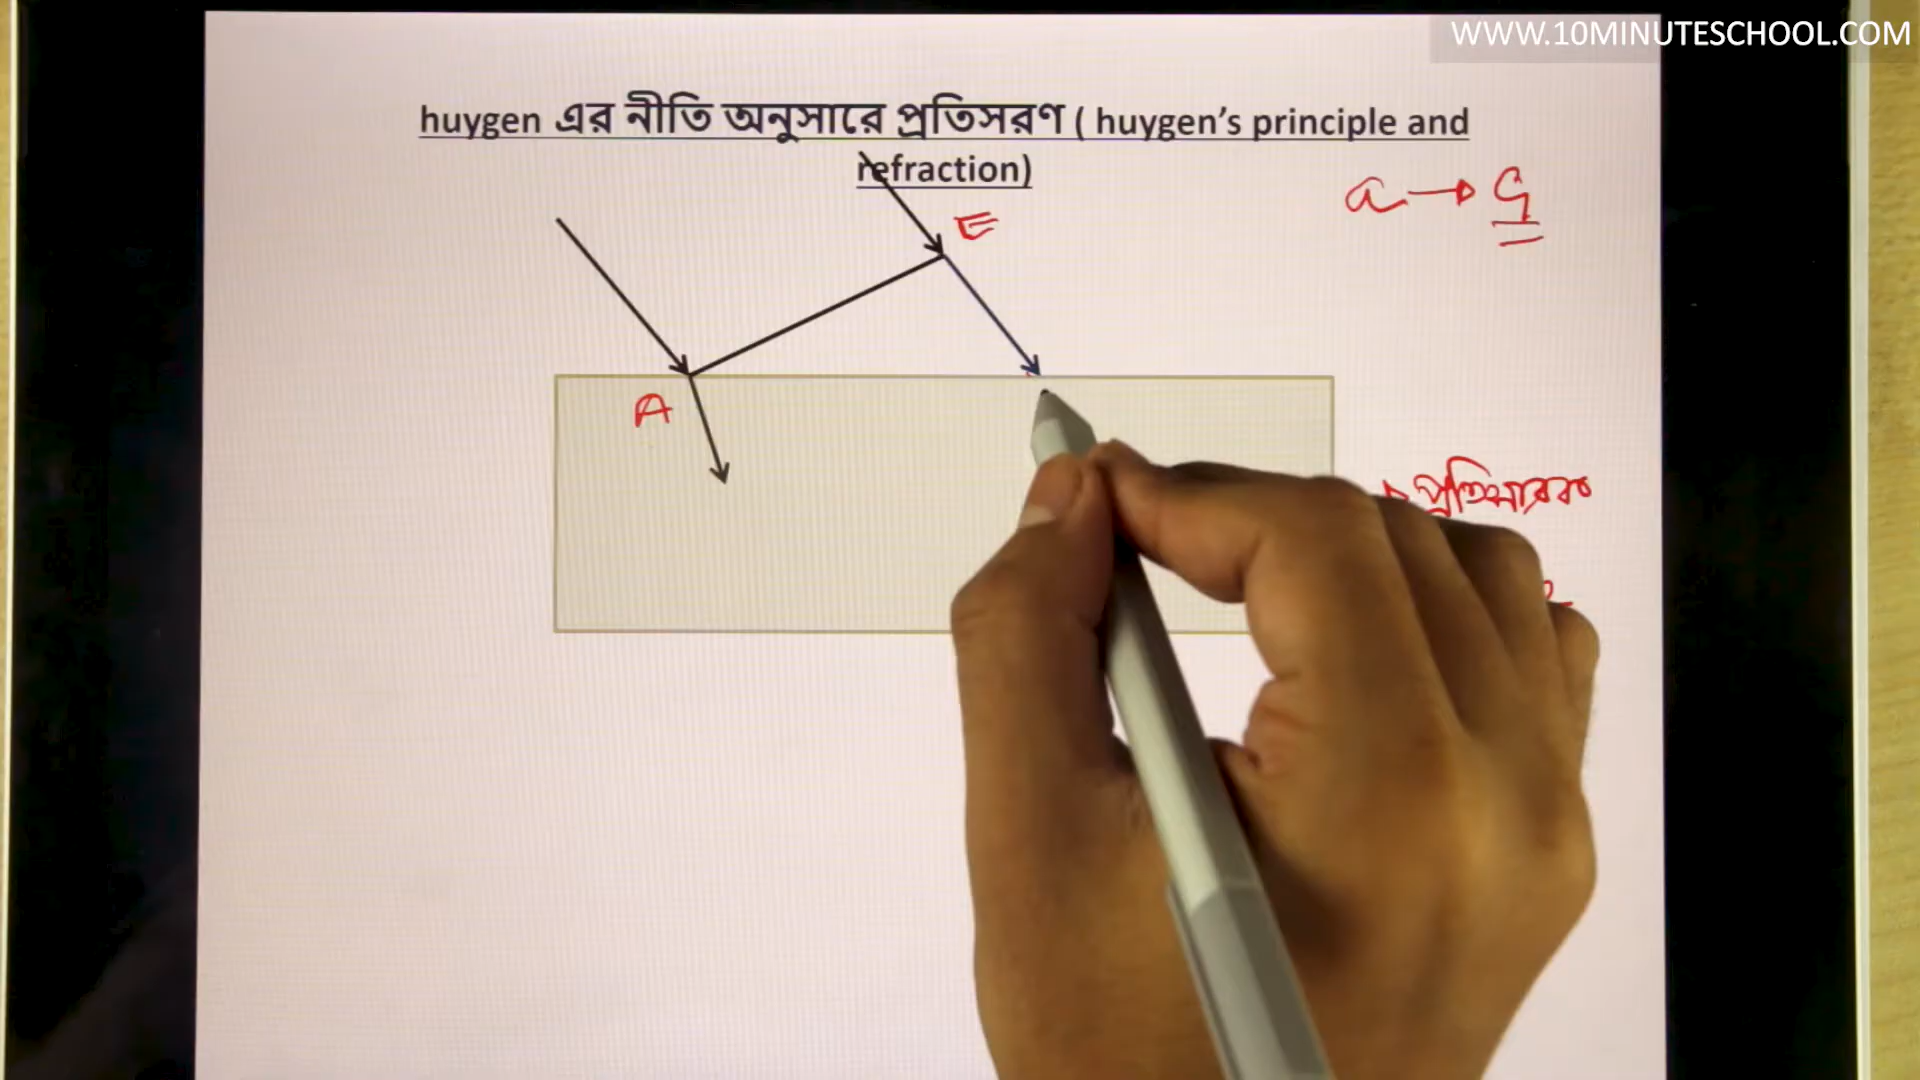 WWW.10MINUTESCHOOL.COM
huygen এর নীতি অনুসারে প্রতিসরণ ( huygen’s principle and
refraction)
a → g
E
A
প্রতিসারক